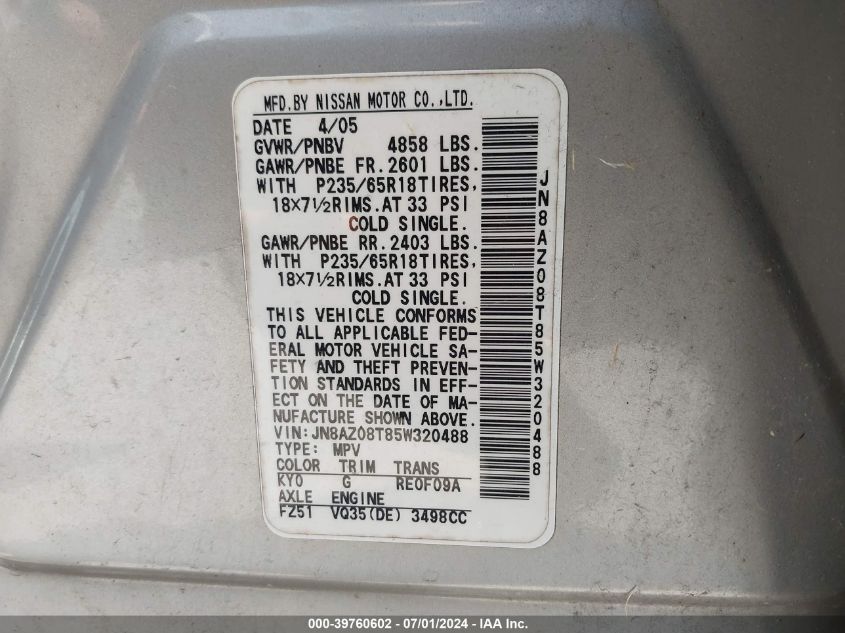 MFD.BY NISSAN MOTOR CO.,LTD.
DATE 4/05
GVWR/PNBV 4858 LBS.
GAWR/PNBE FR.2601 LBS.
WITH P235/65R18TIRES,
18X7½RIMS.AT 33 PSI
COLD SINGLE.
GAWR/PNBE RR.2403 LBS.
WITH P235/65R18TIRES,
18X7½RIMS.AT 33 PSI
COLD SINGLE.
THIS VEHICLE CONFORMS
TO ALL APPLICABLE FED-
ERAL MOTOR VEHICLE SA-
FETY AND THEFT PREVEN-
TION STANDARDS IN EFF-
ECT ON THE DATE OF MA-
NUFACTURE SHOWN ABOVE.
VIN:JN8AZ08T85W320488
TYPE: MPV
COLOR TRIM TRANS
KY0 G RE0F09A
AXLE ENGINE
FZ51 VQ35(DE) 3498CC
JN8AZ08T85W320488
000-39760602 - 07/01/2024 - IAA Inc.